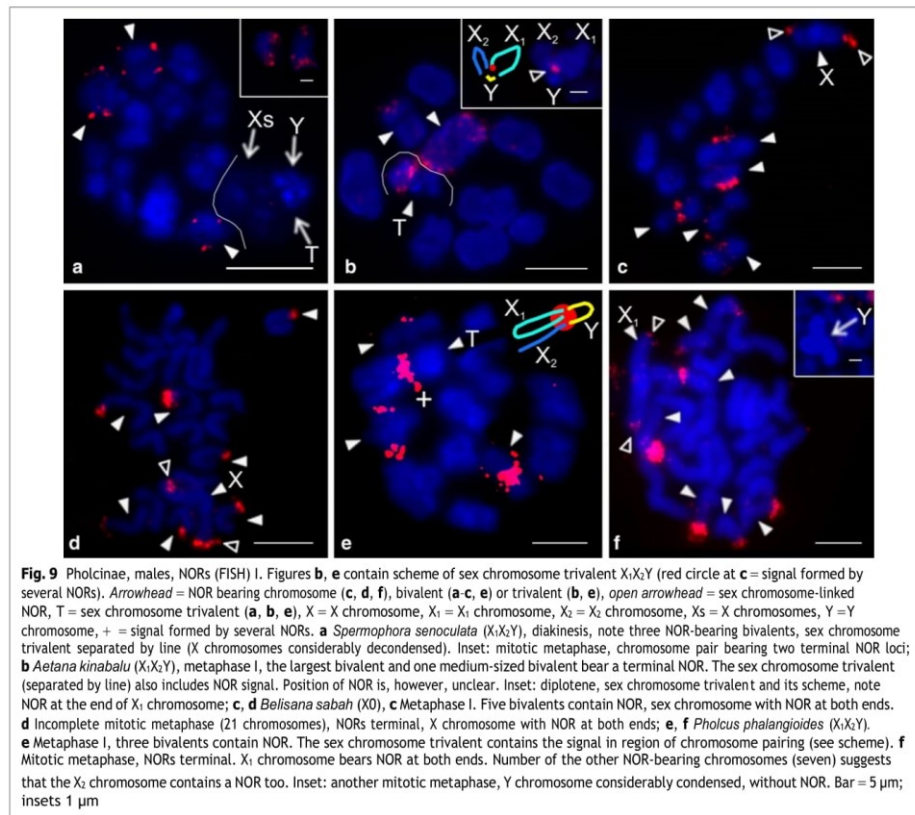 Xs
Y
T
a
X₂
X₁
X₂
X₁
Y
Y
T
b
X
c
X
d
X₁
Y
X₂
T
+
e
X₁
Y
f
Fig. 9 Pholcinae, males, NORs (FISH) I. Figures b, e contain scheme of sex chromosome trivalent X₁X₂Y (red circle at c = signal formed by
several NORs). Arrowhead = NOR bearing chromosome (c, d, f), bivalent (a-c, e) or trivalent (b, e), open arrowhead = sex chromosome-linked
NOR, T = sex chromosome trivalent (a, b, e), X = X chromosome, X₁ = X₁ chromosome, X₂ = X₂ chromosome, Xs = X chromosomes, Y = Y
chromosome, + = signal formed by several NORs. a Spermophora senoculata (X₁X₂Y), diakinesis, note three NOR-bearing bivalents, sex chromosome
trivalent separated by line (X chromosomes considerably decondensed). Inset: mitotic metaphase, chromosome pair bearing two terminal NOR loci;
b Aetana kinabalu (X₁X₂Y), metaphase I, the largest bivalent and one medium-sized bivalent bear a terminal NOR. The sex chromosome trivalent
(separated by line) also includes NOR signal. Position of NOR is, however, unclear. Inset: diplotene, sex chromosome trivalent and its scheme, note
NOR at the end of X₁ chromosome; c, d Belisana sabah (X0), c Metaphase I. Five bivalents contain NOR, sex chromosome with NOR at both ends.
d Incomplete mitotic metaphase (21 chromosomes), NORs terminal, X chromosome with NOR at both ends; e, f Pholcus phalangioides (X₁X₂Y).
e Metaphase I, three bivalents contain NOR. The sex chromosome trivalent contains the signal in region of chromosome pairing (see scheme). f
Mitotic metaphase, NORs terminal. X₁ chromosome bears NOR at both ends. Number of the other NOR-bearing chromosomes (seven) suggests
that the X₂ chromosome contains a NOR too. Inset: another mitotic metaphase, Y chromosome considerably condensed, without NOR. Bar = 5 μm;
insets 1 μm